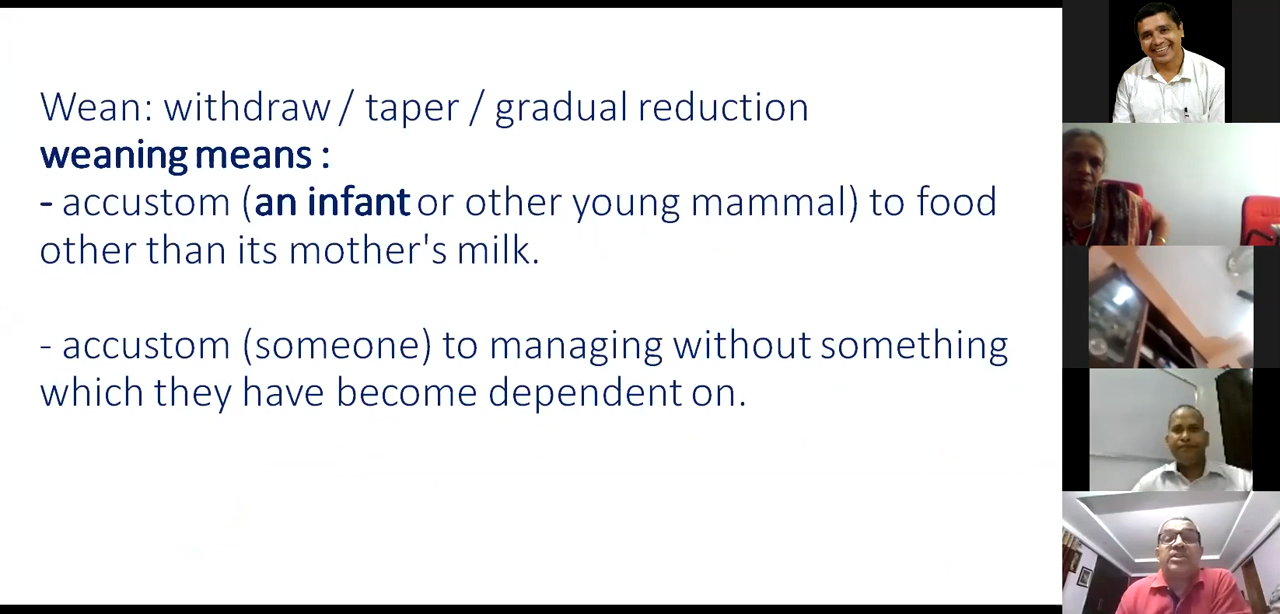 Wean: withdraw / taper / gradual reduction
weaning means :
- accustom (an infant or other young mammal) to food
other than its mother's milk.
- accustom (someone) to managing without something
which they have become dependent on.